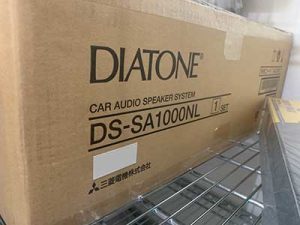 DIATONE®
CAR AUDIO SPEAKER SYSTEM
DS-SA1000NL 1 SET
三菱電機株式会社